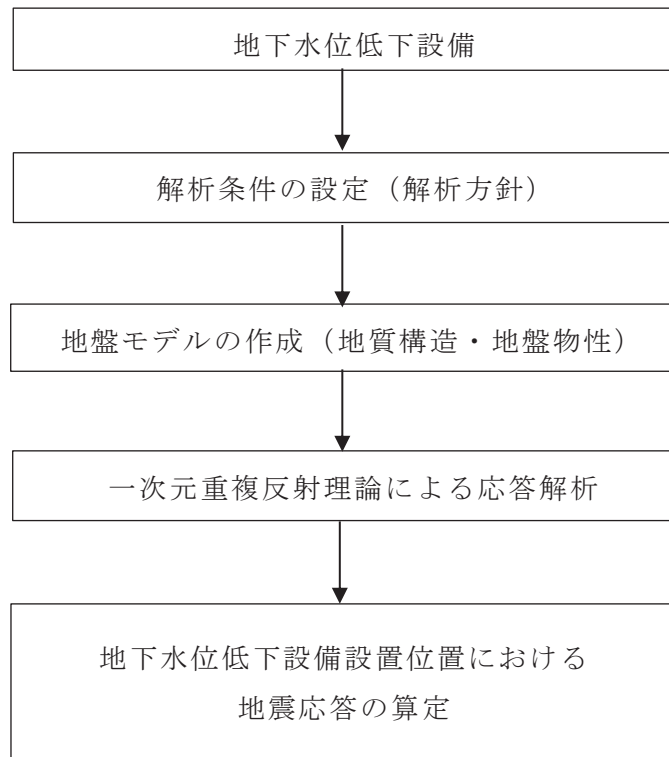 地下水位低下設備
解析条件の設定（解析方針）
地盤モデルの作成（地質構造・地盤物性）
一次元重複反射理論による応答解析
地下水位低下設備設置位置における
地震応答の算定